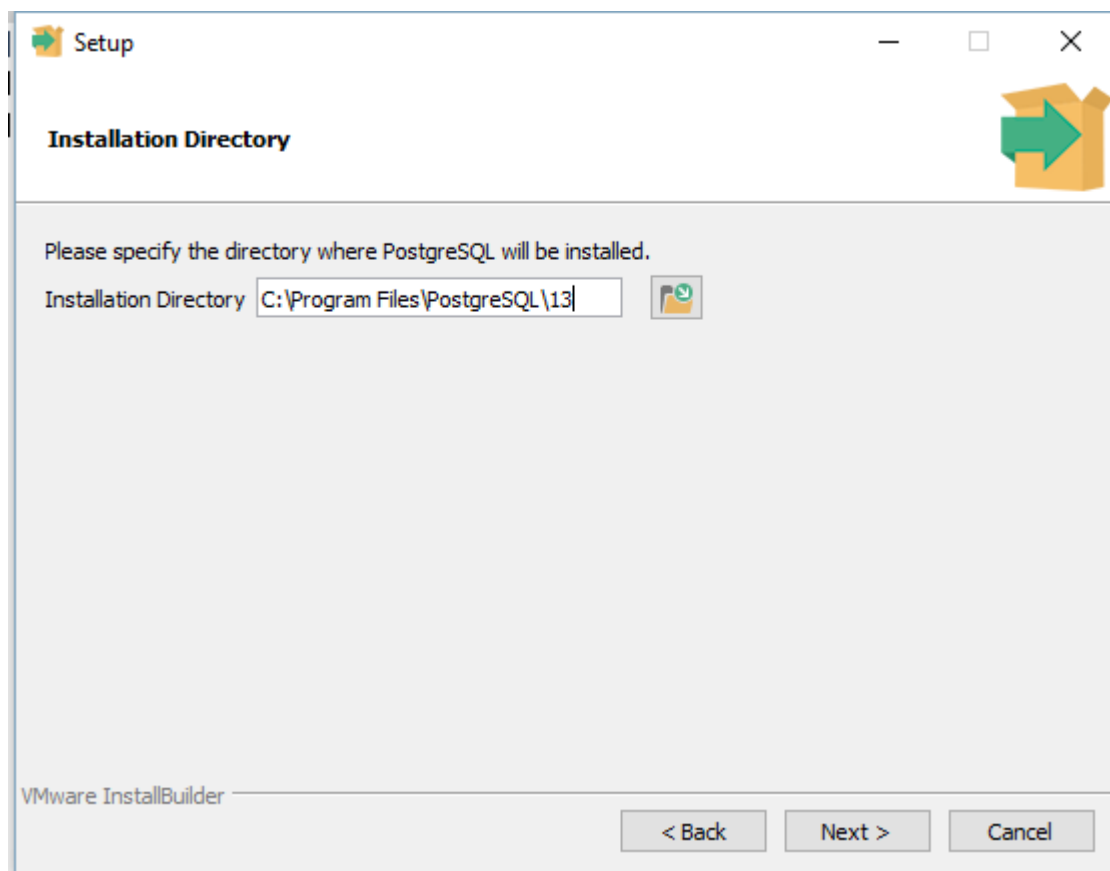 Setup
Installation Directory
Please specify the directory where PostgreSQL will be installed.
Installation Directory C:\Program Files\PostgreSQL\13
VMware InstallBuilder
< Back Next > Cancel